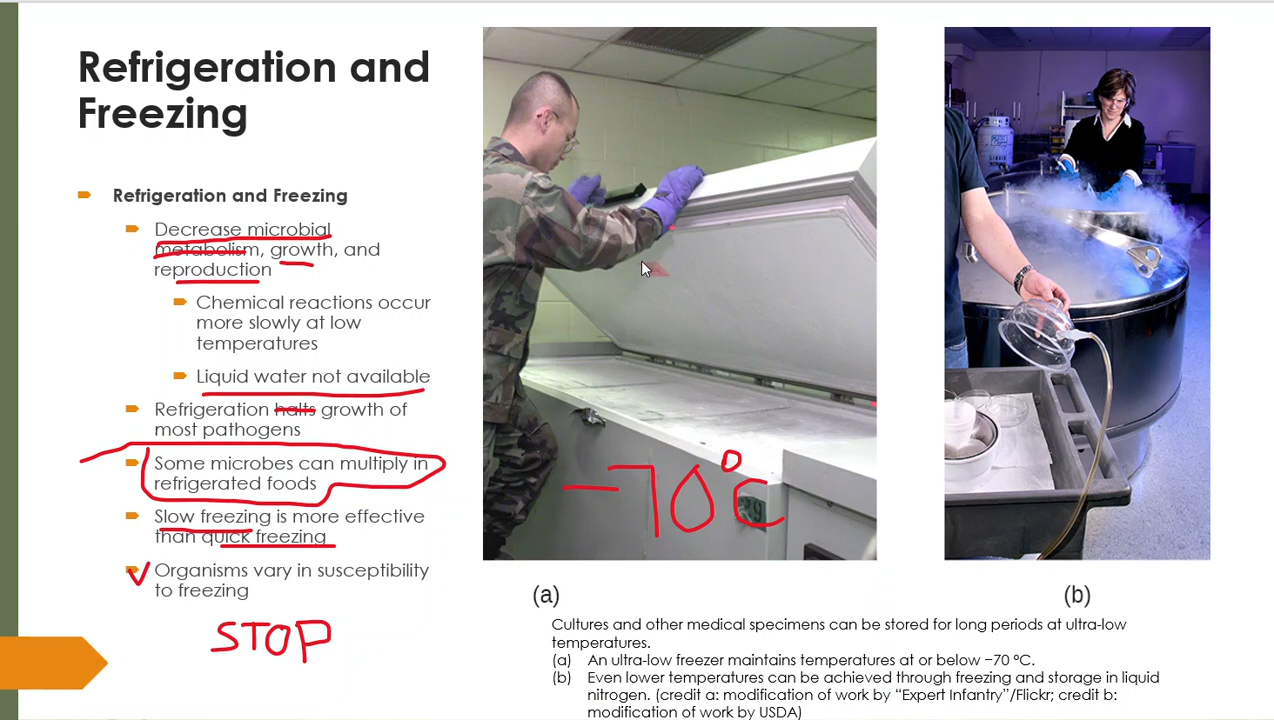 Refrigeration and
Freezing
Refrigeration and Freezing
Decrease microbial
metabolism, growth, and
reproduction
Chemical reactions occur
more slowly at low
temperatures
Liquid water not available
Refrigeration halts growth of
most pathogens
Some microbes can multiply in
refrigerated foods
Slow freezing is more effective
than quick freezing
Organisms vary in susceptibility
to freezing
STOP
-70°C
(a)
(b)
Cultures and other medical specimens can be stored for long periods at ultra-low
temperatures.
(a) An ultra-low freezer maintains temperatures at or below −70 °C.
(b) Even lower temperatures can be achieved through freezing and storage in liquid
nitrogen. (credit a: modification of work by “Expert Infantry”/Flickr; credit b:
modification of work by USDA)